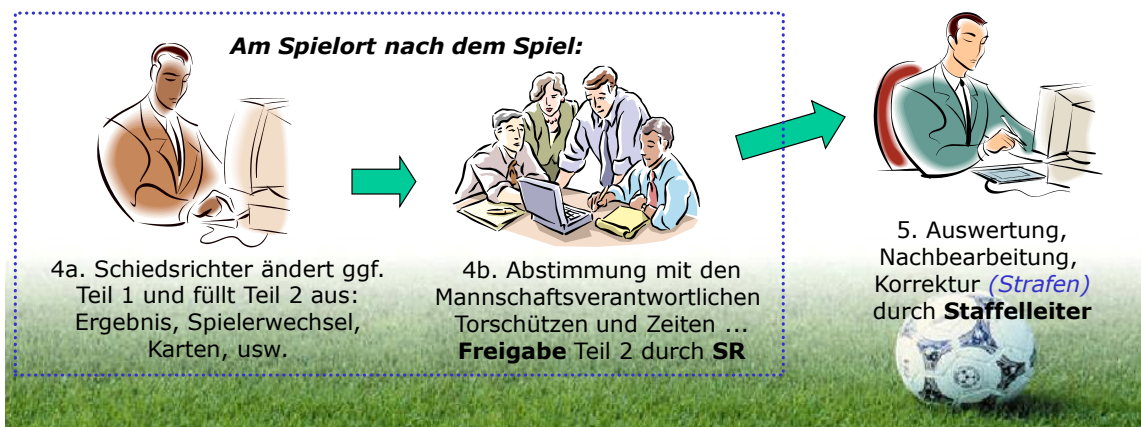 Am Spielort nach dem Spiel:
4a. Schiedsrichter ändert ggf.
Teil 1 und füllt Teil 2 aus:
Ergebnis, Spielerwechsel,
Karten, usw.
4b. Abstimmung mit den
Mannschaftsverantwortlichen
Torschützen und Zeiten ...
Freigabe Teil 2 durch SR
5. Auswertung,
Nachbearbeitung,
Korrektur (Strafen)
durch Staffelleiter